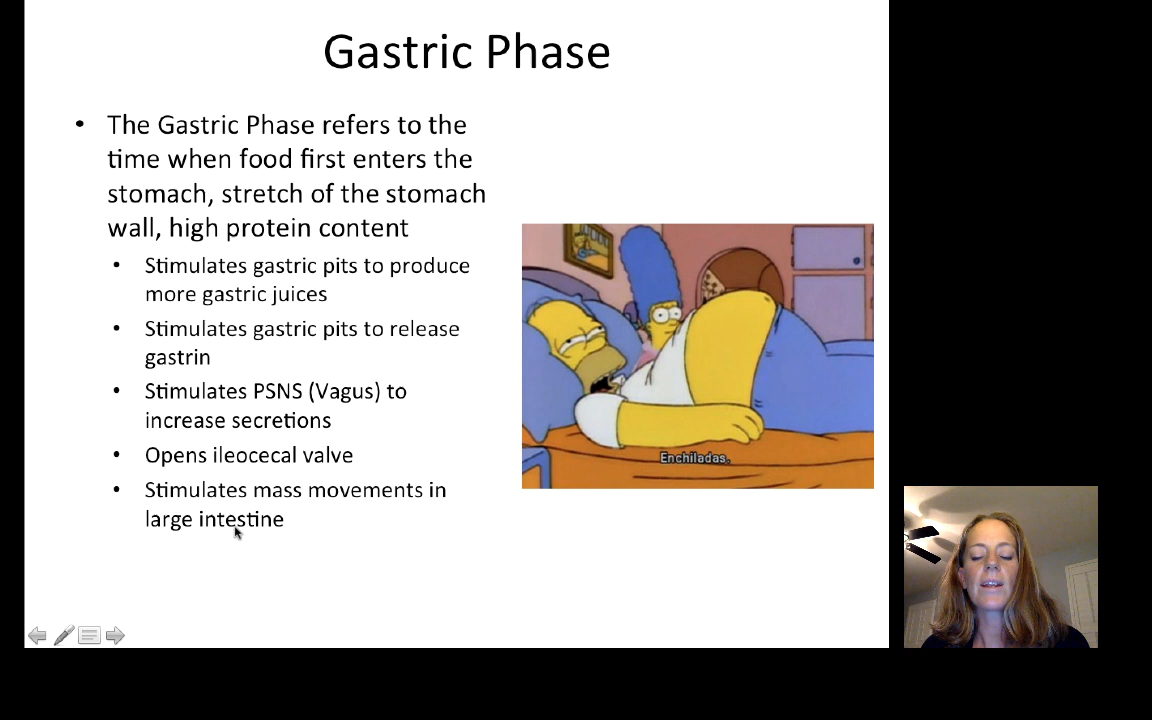 Gastric Phase
• The Gastric Phase refers to the
time when food first enters the
stomach, stretch of the stomach
wall, high protein content
• Stimulates gastric pits to produce
more gastric juices
• Stimulates gastric pits to release
gastrin
• Stimulates PSNS (Vagus) to
increase secretions
• Opens ileocecal valve
• Stimulates mass movements in
large intestine
Enchiladas.